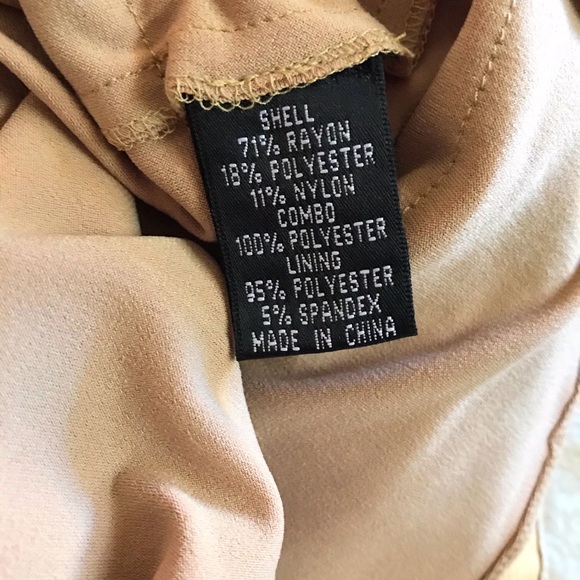 SHELL
71% RAYON
18% POLYESTER
11% NYLON
COMBO
100% POLYESTER
LINING
95% POLYESTER
5% SPANDEX
MADE IN CHINA